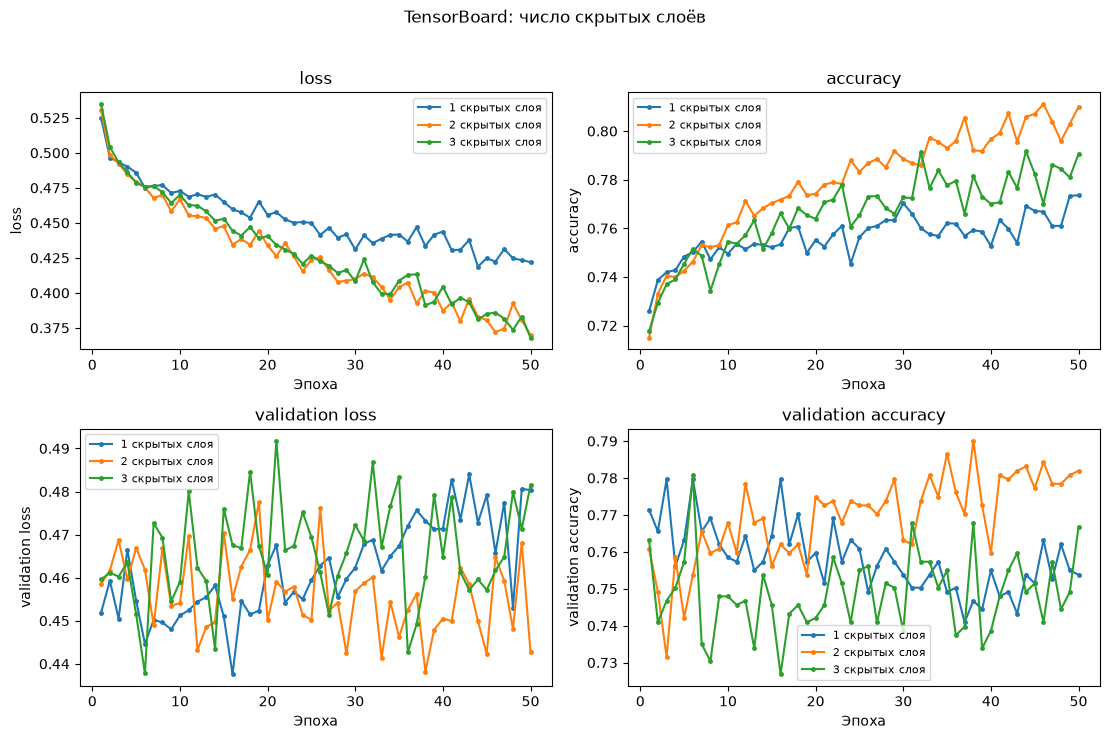 TensorBoard: число скрытых слоёв
loss
accuracy
1 скрытых слоя
2 скрытых слоя
3 скрытых слоя
1 скрытых слоя
2 скрытых слоя
3 скрытых слоя
loss
0.525
0.500
0.475
0.450
0.425
0.400
0.375
0 10 20 30 40 50
Эпоха
accuracy
0.80
0.78
0.76
0.74
0.72
0 10 20 30 40 50
Эпоха
validation loss
validation accuracy
1 скрытых слоя
2 скрытых слоя
3 скрытых слоя
validation loss
0.49
0.48
0.47
0.46
0.45
0.44
0 10 20 30 40 50
Эпоха
validation accuracy
0.79
0.78
0.77
0.76
0.75
0.74
0.73
1 скрытых слоя
2 скрытых слоя
3 скрытых слоя
0 10 20 30 40 50
Эпоха